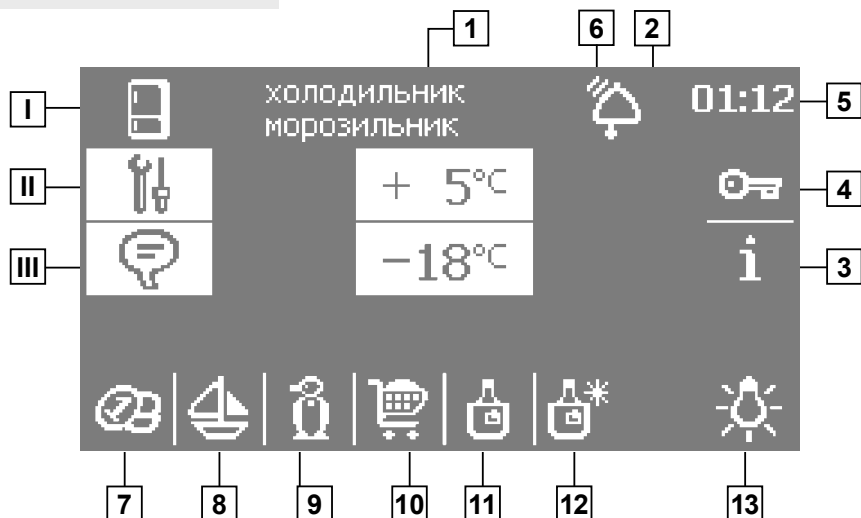 1 6 2
I холодильник 01:12 5
морозильник
II + 5°C 4
III −18°C i 3
7 8 9 10 11 12 13